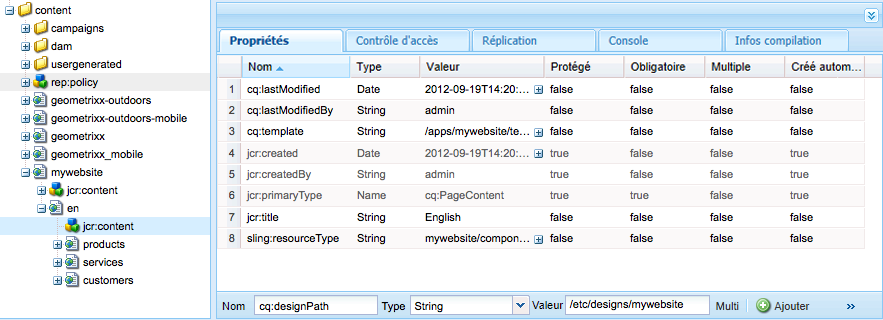 content
campaigns
dam
usergenerated
rep:policy
geometrixx-outdoors
geometrixx-outdoors-mobile
geometrixx
geometrixx_mobile
mywebsite
jcr:content
en
jcr:content
products
services
customers
Propriétés Contrôle d'accès Réplication Console Infos compilation
Nom Type Valeur Protégé Obligatoire Multiple Créé autom...
1 cq:lastModified Date 2012-09-19T14:20:... false false false false
2 cq:lastModifiedBy String admin false false false false
3 cq:template String /apps/mywebsite/te... false false false false
4 jcr:created Date 2012-09-19T14:20:... true false false true
5 jcr:createdBy String admin true false false true
6 jcr:primaryType Name cq:PageContent true true false true
7 jcr:title String English false false false false
8 sling:resourceType String mywebsite/compon... false false false false
Nom cq:designPath Type String Valeur /etc/designs/mywebsite Multi Ajouter »